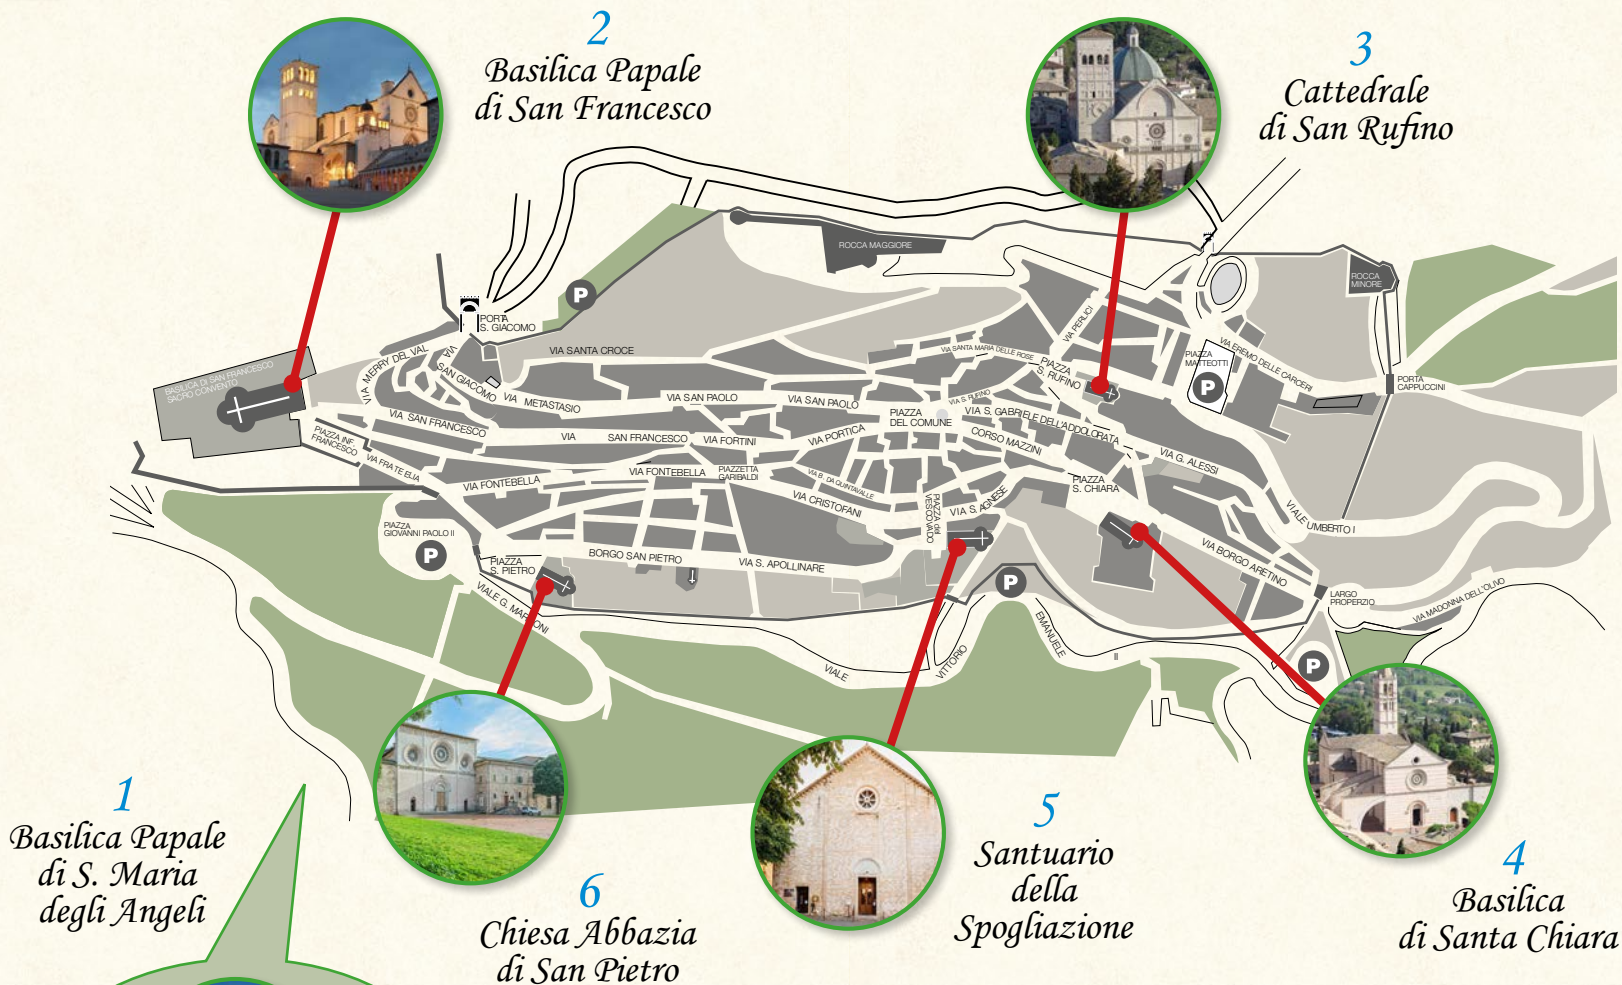 2
Basilica Papale
di San Francesco
3
Cattedrale
di San Rufino
ROCCA MAGGIORE
ROCCA
MINORE
P
PORTA
S. GIACOMO
VIA SANTA CROCE
VIA MERRY DEL VAL
VIA
SAN GIACOMO
VIA METASTASIO
VIA SAN PAOLO
VIA SAN PAOLO
VIA SANTA MARIA DELLE ROSE
VIA PERLICI
PIAZZA
S. RUFINO
PIAZZA
MATTEOTTI
P
VIA EREMO DELLE CARCERI
PORTA
CAPPUCCINI
BASILICA DI SAN FRANCESCO
SACRO CONVENTO
VIA S. RUFINO
PIAZZA
DEL COMUNE
VIA S. GABRIELE DELL'ADDOLORATA
CORSO MAZZINI
VIA SAN FRANCESCO
VIA SAN FRANCESCO
VIA FORTINI
VIA PORTICA
PIAZZA INF.
FRANCESCO
VIA FRATE ELIA
VIA FONTEBELLA
VIA FONTEBELLA
PIAZZETTA
GARIBALDI
VIA B. DA QUINTAVALLE
VIA CRISTOFANI
PIAZZA del
VESCOVADO
VIA S. AGNESE
PIAZZA
S. CHIARA
VIA G. ALESSI
VIALE UMBERTO I
PIAZZA
GIOVANNI PAOLO II
P
PIAZZA
S. PIETRO
BORGO SAN PIETRO
VIA S. APOLLINARE
VIA BORGO ARETINO
P
LARGO
PROPERZIO
VIA MADONNA DELL'OLIVO
VIALE G. MARCONI
VIALE
VITTORIO
EMANUELE
II
P
1
Basilica Papale
di S. Maria
degli Angeli
6
Chiesa Abbazia
di San Pietro
5
Santuario
della
Spogliazione
4
Basilica
di Santa Chiara